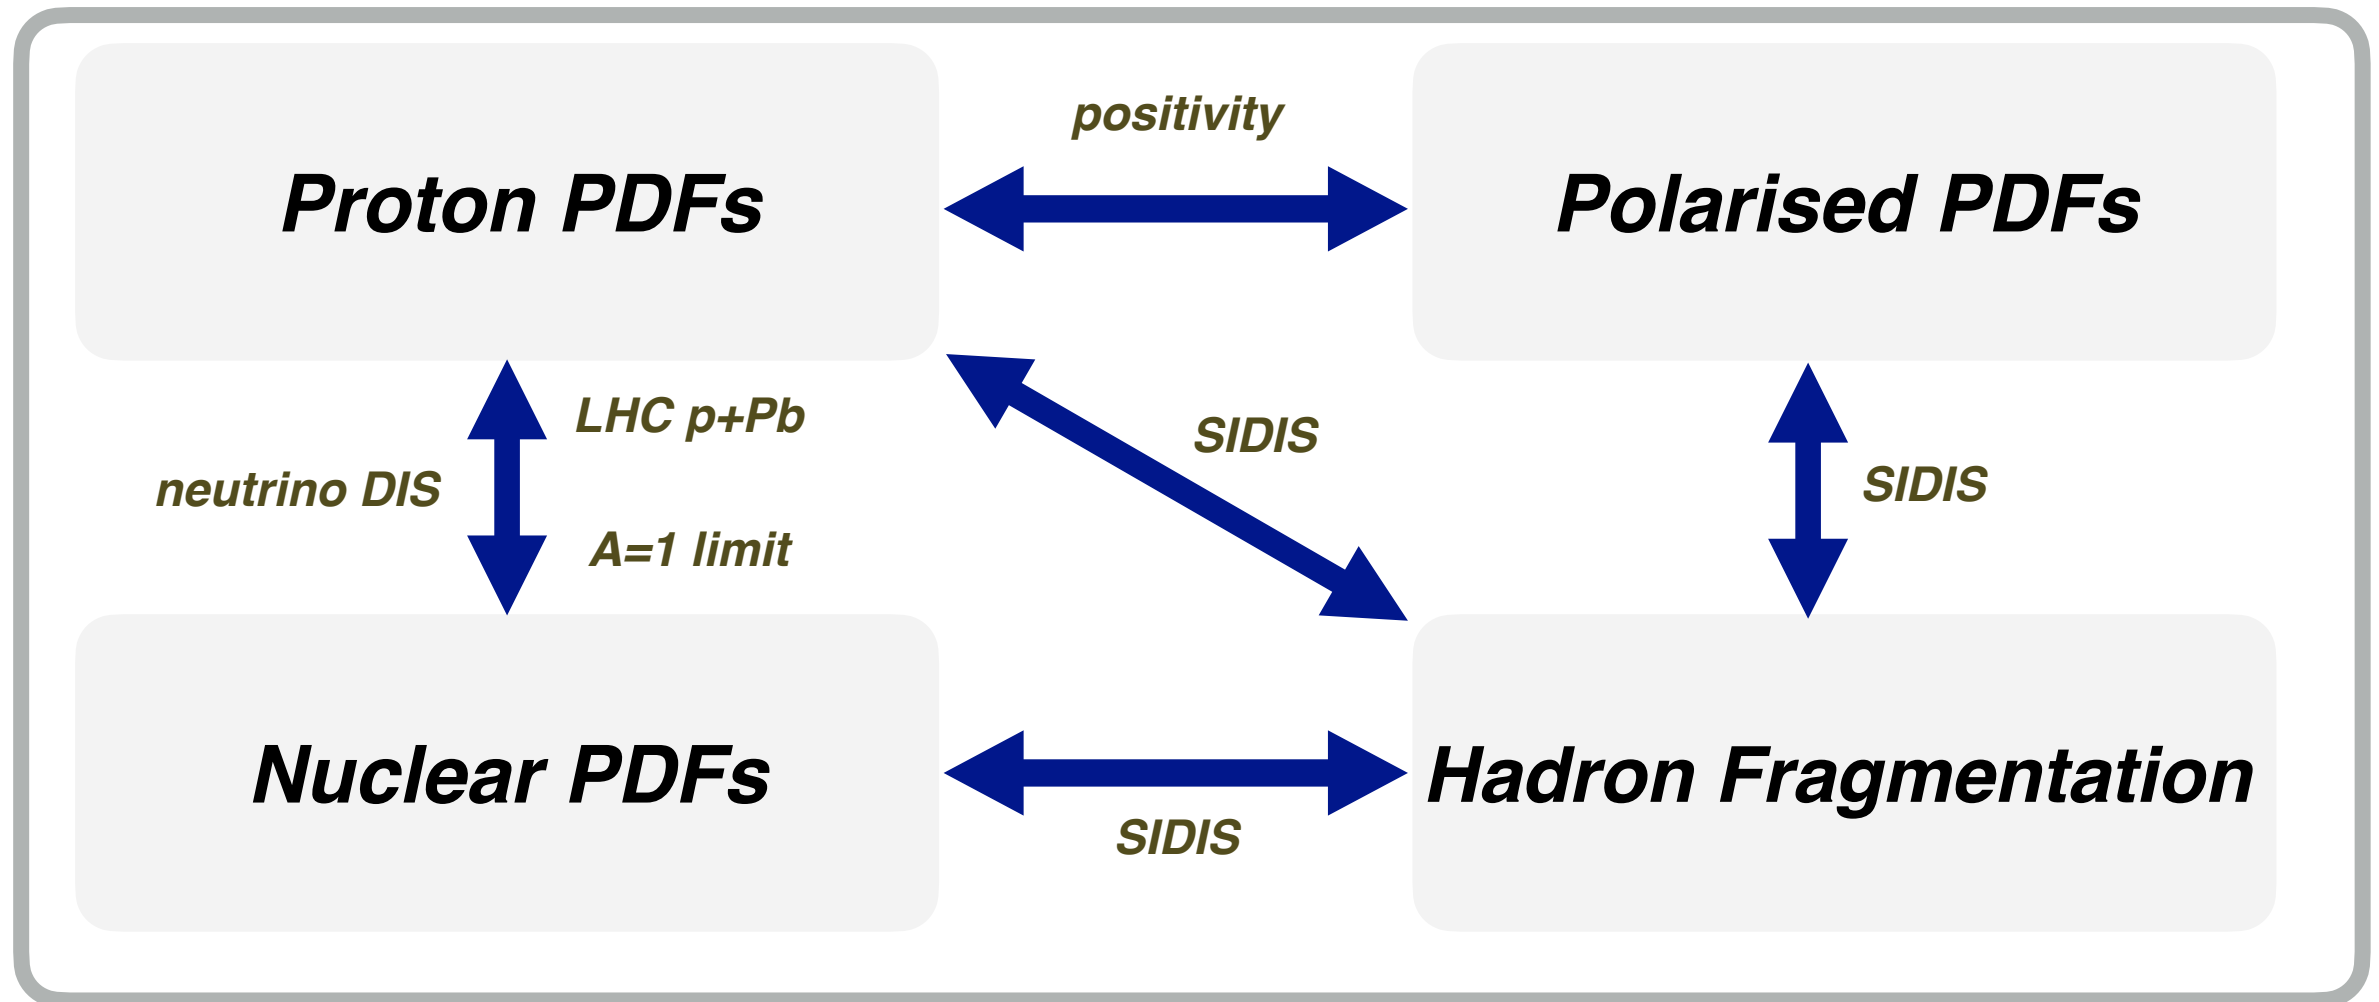 Proton PDFs
positivity
Polarised PDFs
LHC p+Pb
neutrino DIS
A=1 limit
SIDIS
SIDIS
Nuclear PDFs
SIDIS
Hadron Fragmentation